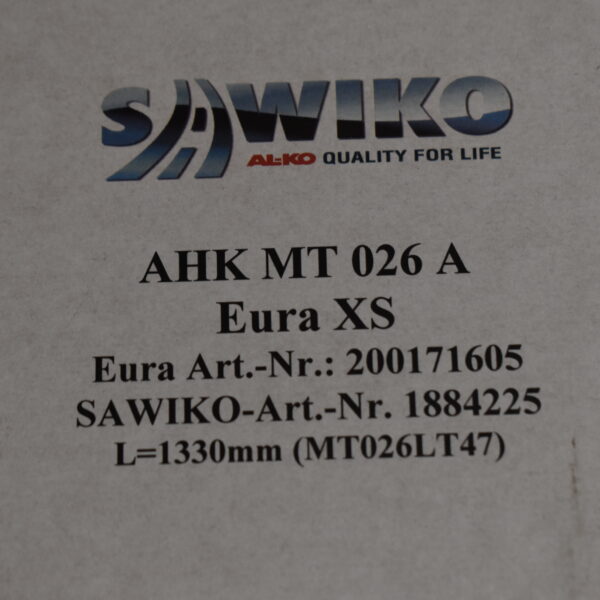 SAWIKO
AL-KO QUALITY FOR LIFE
AHK MT 026 A
Eura XS
Eura Art.-Nr.: 200171605
SAWIKO-Art.-Nr. 1884225
L=1330mm (MT026LT47)